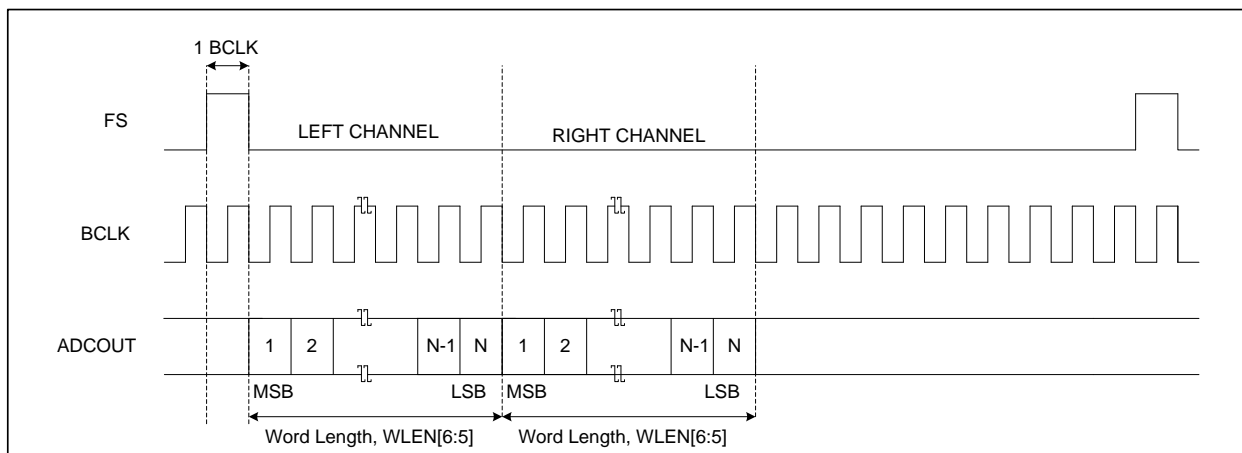 1 BCLK
FS
LEFT CHANNEL
RIGHT CHANNEL
BCLK
ADCOUT
1 2 N-1 N 1 2 N-1 N
MSB LSB MSB LSB
Word Length, WLEN[6:5] Word Length, WLEN[6:5]